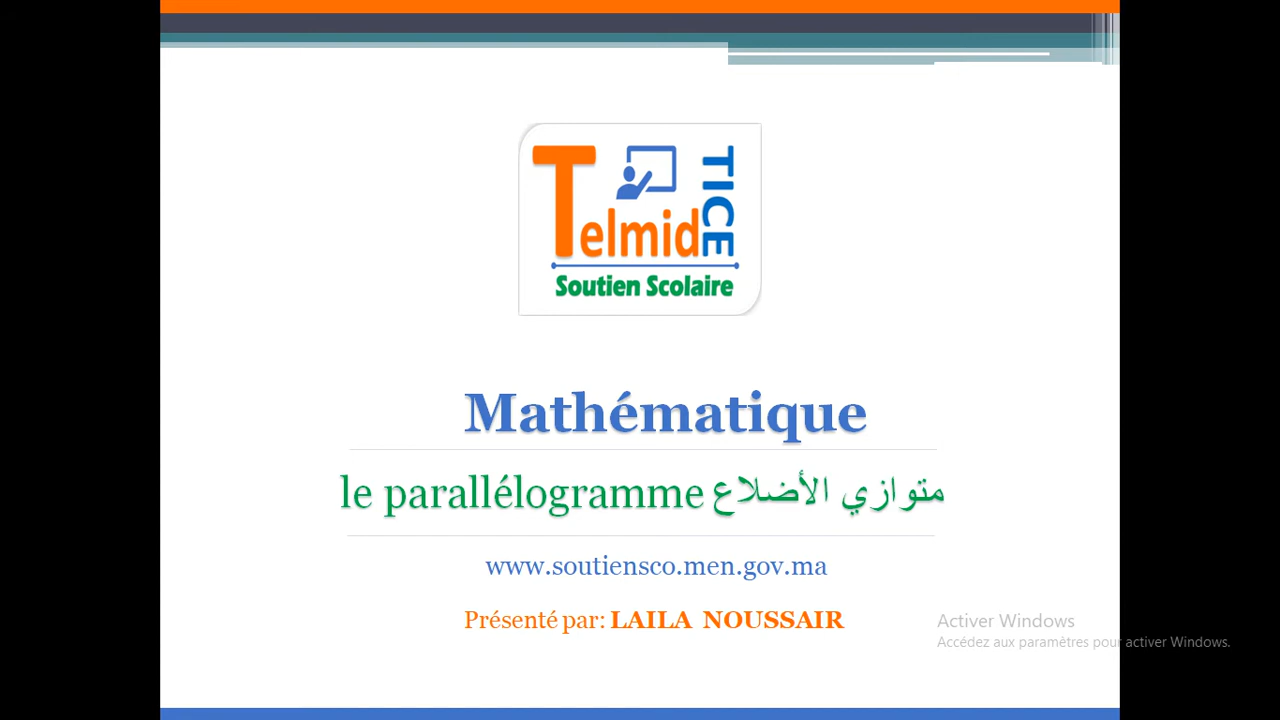 Telmid TICE
Soutien Scolaire
Mathématique
le parallélogramme متوازي الأضلاع
www.soutiensco.men.gov.ma
Présenté par: LAILA NOUSSAIR
Activer Windows
Accédez aux paramètres pour activer Windows.